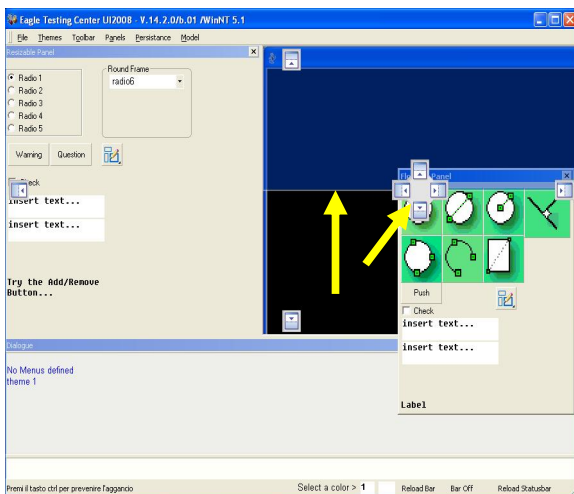 Eagle Testing Center UI2008 - V.14.2.0/b.01 /WinNT 5.1
File Themes Toolbar Panels Persistance Model
Resizable Panel
Radio 1
Radio 2
Radio 3
Radio 4
Radio 5
Round Frame
radio6
Warning Question
insert text...
insert text...
Try the Add/Remove
Button...
Panel
Push
Check
insert text...
insert text...
Label
Dialogue
No Menus defined
theme 1
Premi il tasto ctrl per prevenire l'aggancio
Select a color > 1
Reload Bar Bar Off Reload Statusbar